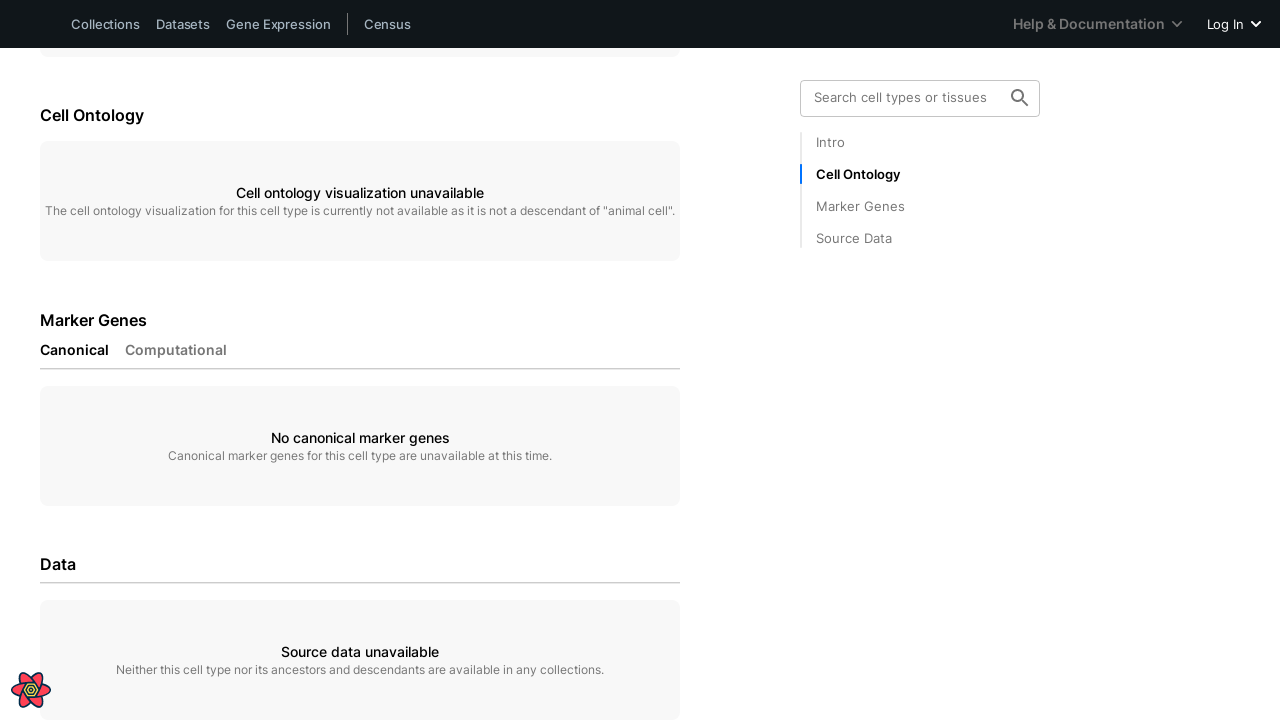 Collections Datasets Gene Expression Census Help & Documentation Log In
Search cell types or tissues
Intro
Cell Ontology
Marker Genes
Source Data
Cell Ontology
Cell ontology visualization unavailable
The cell ontology visualization for this cell type is currently not available as it is not a descendant of "animal cell".
Marker Genes
Canonical Computational
No canonical marker genes
Canonical marker genes for this cell type are unavailable at this time.
Data
Source data unavailable
Neither this cell type nor its ancestors and descendants are available in any collections.